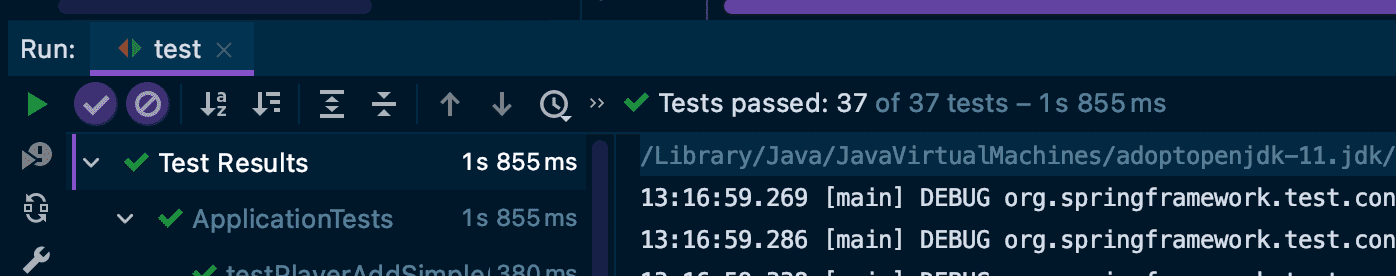 Run: test
Tests passed: 37 of 37 tests – 1 s 855 ms
Test Results 1 s 855 ms
/Library/Java/JavaVirtualMachines/adoptopenjdk-11.jdk/
13:16:59.269 [main] DEBUG org.springframework.test.con
ApplicationTests 1 s 855 ms
13:16:59.286 [main] DEBUG org.springframework.test.con
testPlayerAddSimple( 380 ms